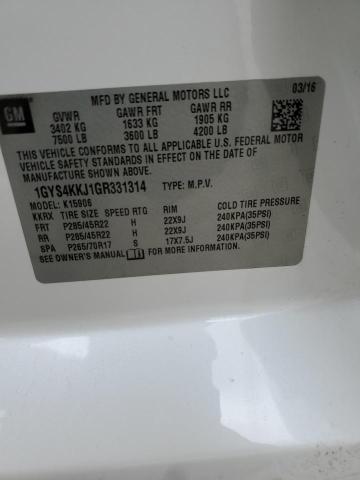 GM
MFD BY GENERAL MOTORS LLC 03/16
GVWR GAWR FRT GAWR RR
3402 KG 1633 KG 1905 KG
7500 LB 3600 LB 4200 LB
THIS VEHICLE CONFORMS TO ALL APPLICABLE U.S. FEDERAL MOTOR
VEHICLE SAFETY STANDARDS IN EFFECT ON THE DATE OF
MANUFACTURE SHOWN ABOVE.
1GYS4KKJ1GR331314 TYPE: M.P.V.
MODEL: K15906
KKRX TIRE SIZE SPEED RTG RIM COLD TIRE PRESSURE
FRT P285/45R22 H 22X9J 240KPA(35PSI)
RR P285/45R22 H 22X9J 240KPA(35PSI)
SPA P265/70R17 S 17X7.5J 240KPA(35PSI)
SEE OWNER'S MANUAL FOR ADDITIONAL INFORMATION.